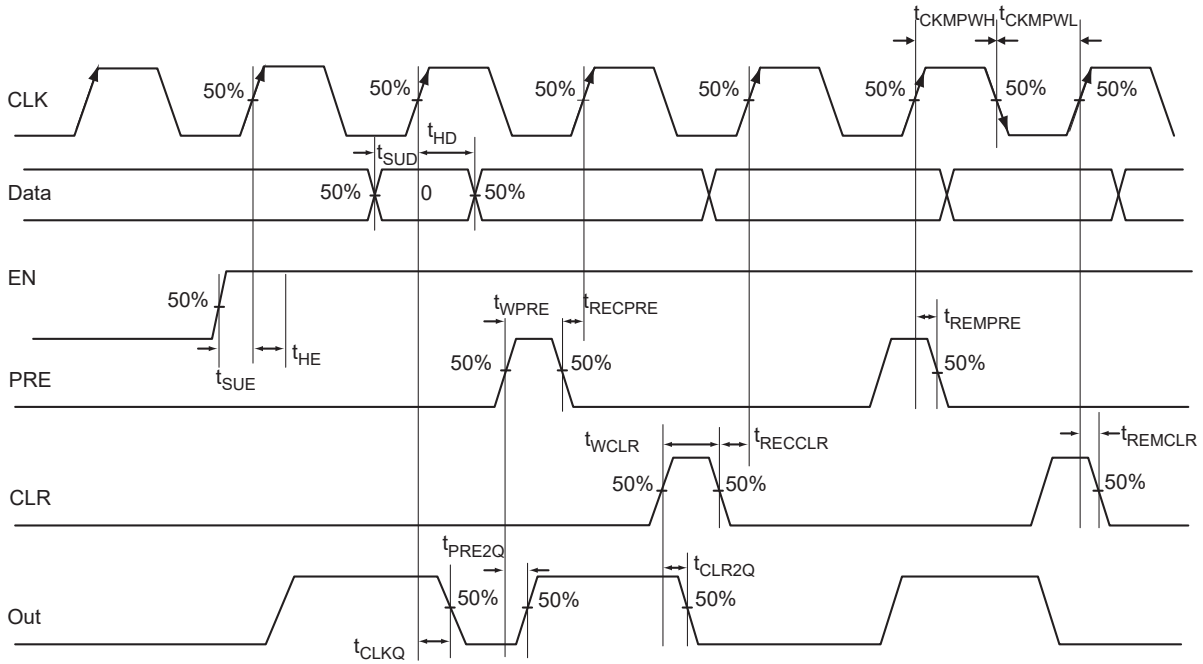 tCKMPWH tCKMPWL
CLK 50% 50% 50% 50% 50% 50% 50%
tSUD tHD
Data 50% 0 50%
EN
50% tWPRE tRECPRE tREMPRE
tSUE tHE
PRE 50% 50% 50%
tWCLR tRECCLR tREMCLR
CLR 50% 50% 50%
tPRE2Q tCLR2Q
Out 50% 50% 50%
tCLKQ